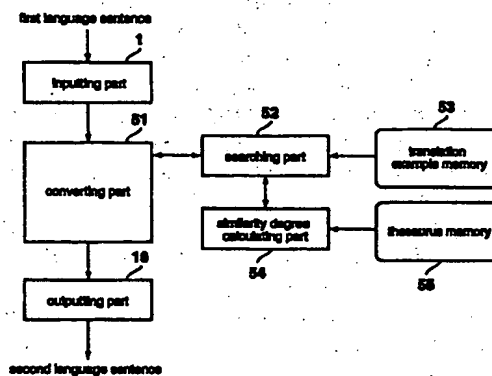 first language sentence
1
inputting part
51
converting part
52
searching part
53
translation
example memory
similarity degree
calculating part
54
thesaurus memory
55
outputting part
second language sentence